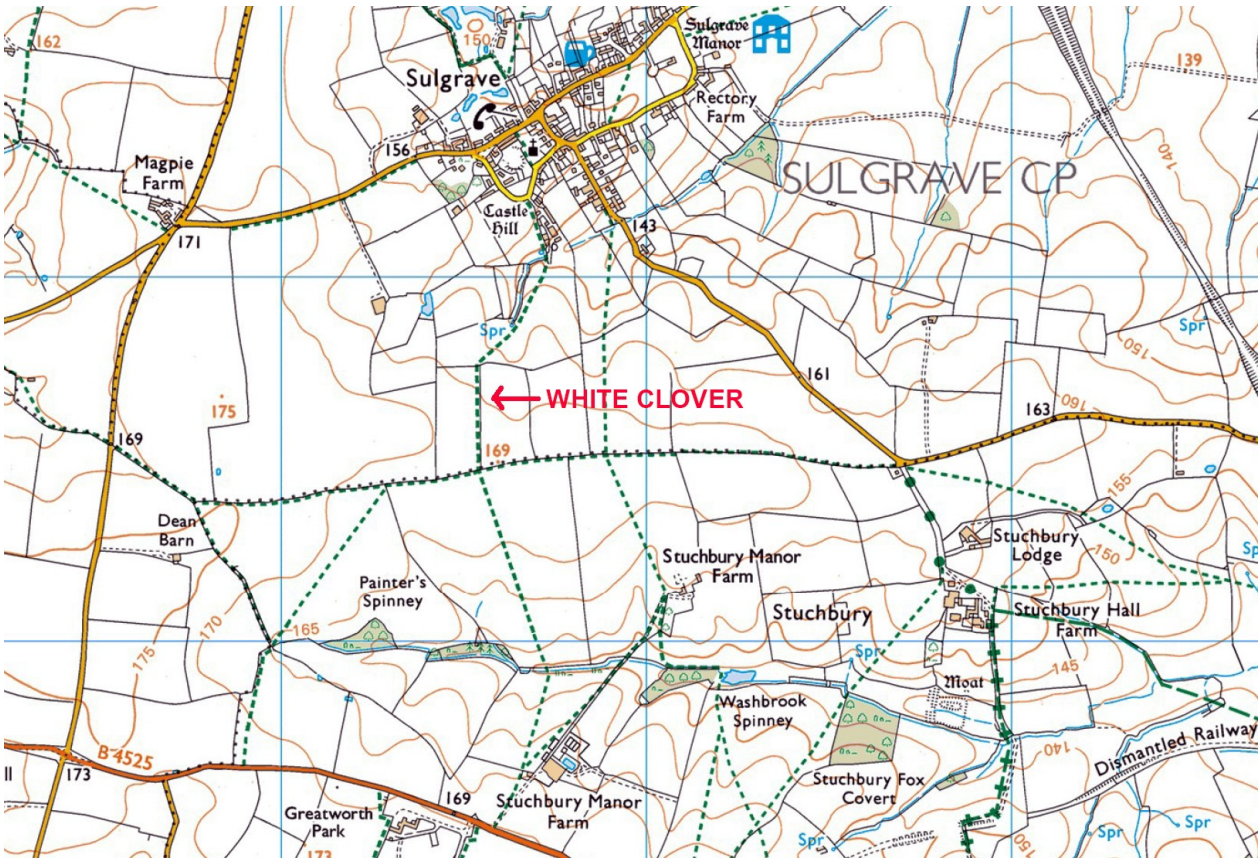 162
150
Sulgrave
Manor
139
Sulgrave
Rectory
Farm
156
140
SULGRAVE CP
Magpie
Farm
Castle
Hill
143
171
Spr
Spr
150
161
WHITE CLOVER
175
160
163
169
169
155
Dean
Barn
Stuchbury
Lodge
150
Stuchbury Manor
Farm
Sp
Painter's
Spinney
Stuchbury
Stuchbury Hall
Farm
170
165
175
Spr
145
Moat
Washbrook
Spinney
B 4525
140
Dismantled Railway
173
Stuchbury Fox
Covert
169
Stuchbury Manor
Farm
Greatworth
Park
Spr
Spr
Spr
173